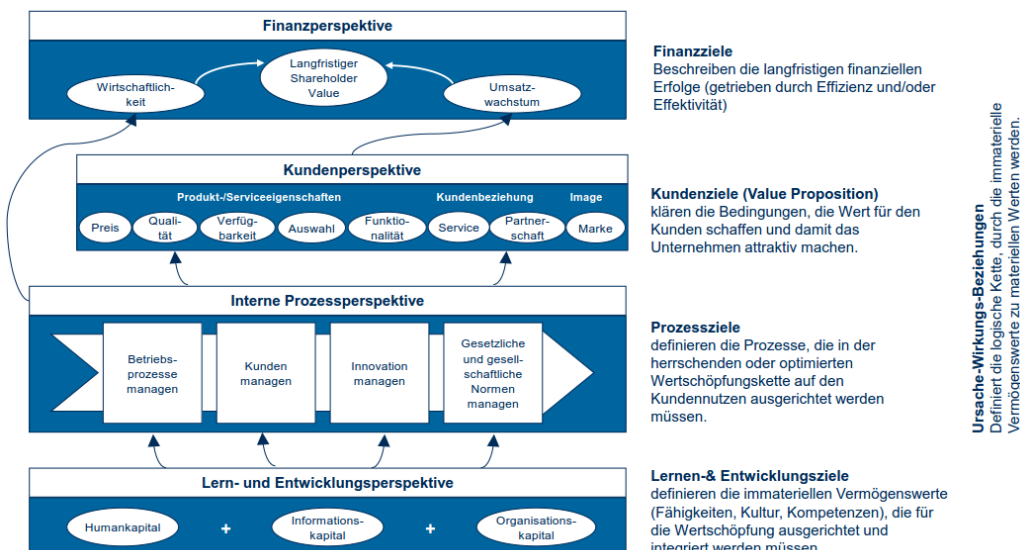 Finanzperspektive
Langfristiger
Shareholder
Value
Wirtschaftlich-
keit
Umsatz-
wachstum
Finanzziele
Beschreiben die langfristigen finanziellen
Erfolge (getrieben durch Effizienz und/oder
Effektivität)
Kundenperspektive
Produkt-/Serviceeigenschaften
Kundenbeziehung
Image
Preis
Quali-
tät
Verfüg-
barkeit
Auswahl
Funktio-
nalität
Service
Partner-
schaft
Marke
Kundenziele (Value Proposition)
klären die Bedingungen, die Wert für den
Kunden schaffen und damit das
Unternehmen attraktiv machen.
Interne Prozessperspektive
Betriebs-
prozesse
managen
Kunden
managen
Innovation
managen
Gesetzliche
und gesell-
schaftliche
Normen
managen
Prozessziele
definieren die Prozesse, die in der
herrschenden oder optimierten
Wertschöpfungskette auf den
Kundennutzen ausgerichtet werden
müssen.
Lern- und Entwicklungsperspektive
Humankapital
+
Informations-
kapital
+
Organisations-
kapital
Lernen-& Entwicklungsziele
definieren die immateriellen Vermögenswerte
(Fähigkeiten, Kultur, Kompetenzen), die für
die Wertschöpfung ausgerichtet und
integriert werden müssen
Ursache-Wirkungs-Beziehungen
Definiert die logische Kette, durch die immaterielle
Vermögenswerte zu materiellen Werten werden.